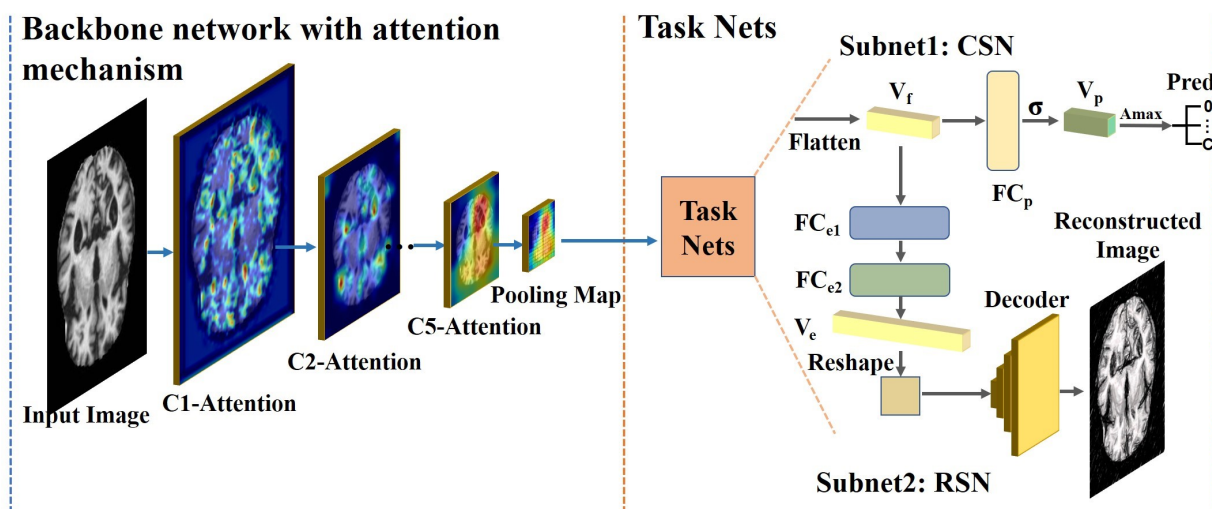 Backbone network with attention
mechanism
Input Image
C1-Attention
C2-Attention
C5-Attention
Pooling Map
Task Nets
Task
Nets
Subnet1: CSN
Flatten
Vf
FCp
σ
Vp
Amax
Pred
0
C
FCe1
FCe2
Ve
Reshape
Decoder
Reconstructed
Image
Subnet2: RSN